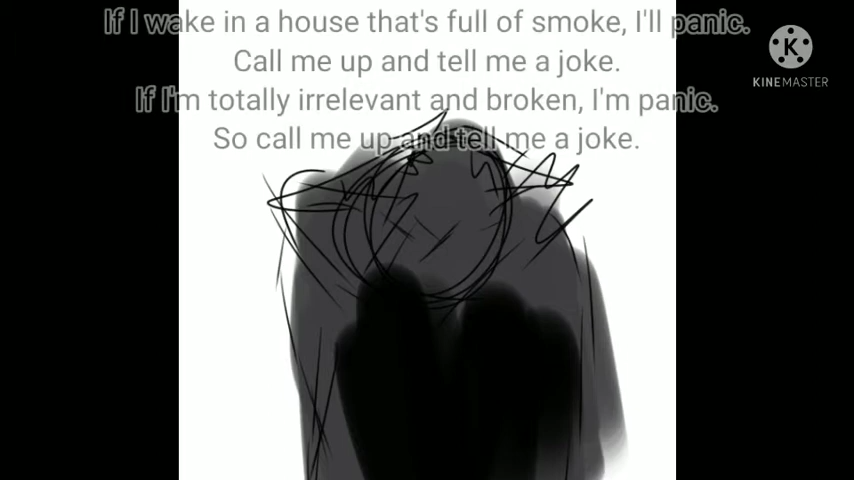 If I wake in a house that's full of smoke, I'll panic.
Call me up and tell me a joke.
If I'm totally irrelevant and broken, I'm panic.
So call me up and tell me a joke.
K
KINEMASTER